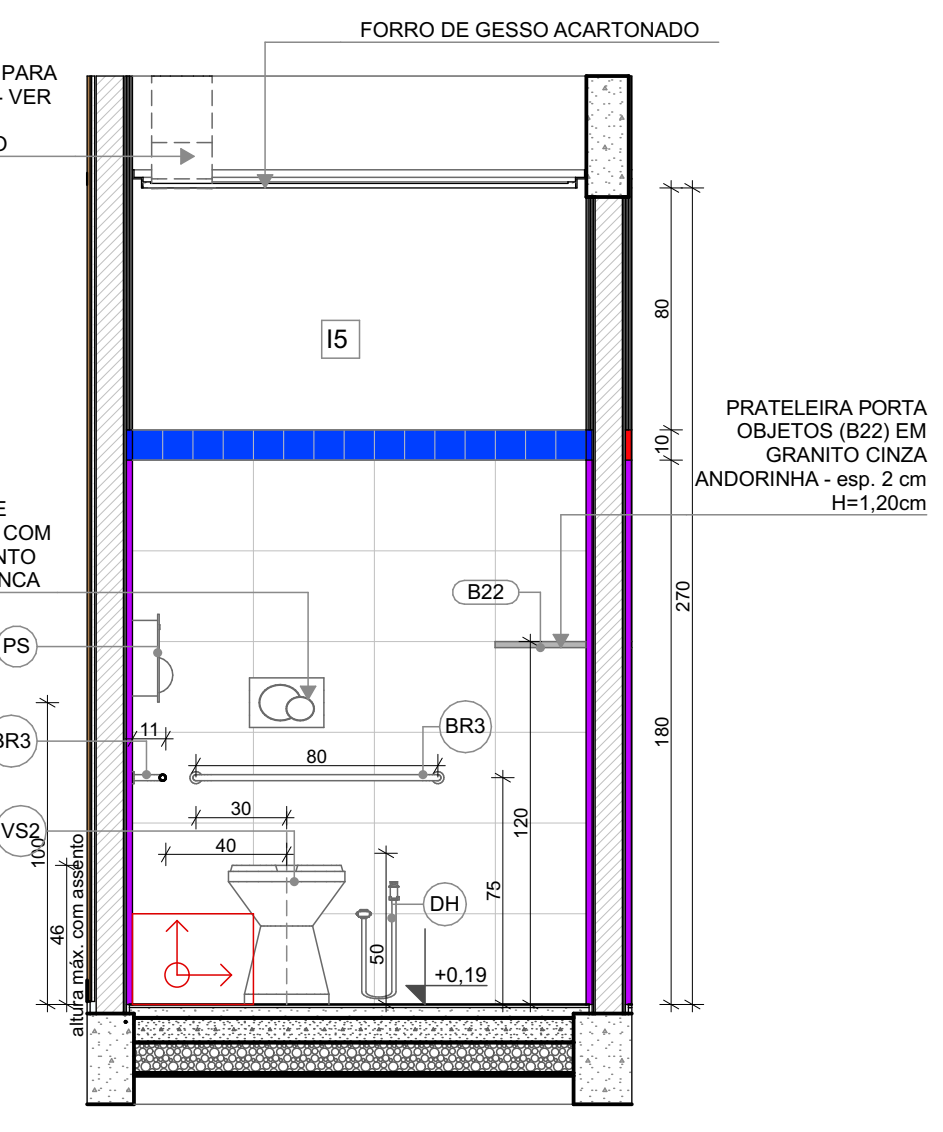 FORRO DE GESSO ACARTONADO
PARA
- VER
O
I5
80
10
270
180
PRATELEIRA PORTA
OBJETOS (B22) EM
GRANITO CINZA
ANDORINHA - esp. 2 cm
H=1,20cm
E
COM
NTO
NCA
B22
PS
11
BR3
80
BR3
30
VS2
100
40
120
75
DH
46
altura máx. com assento
50
+0,19